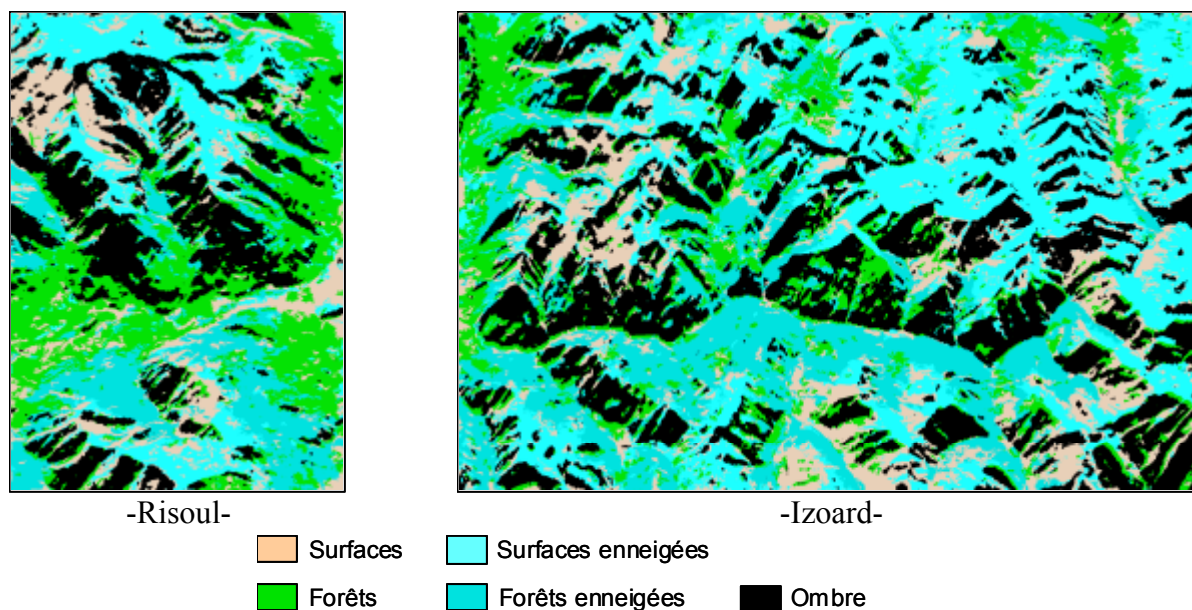 -Risoul- -Izoard-
Surfaces Surfaces enneigées
Forêts Forêts enneigées Ombre